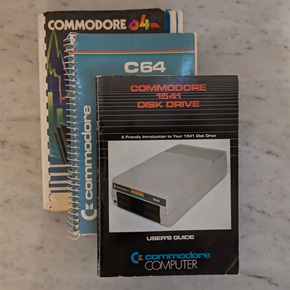 COMMODORE 64
C64
commodore
COMMODORE
1541
DISK DRIVE
A Friendly Introduction to Your 1541 Disk Drive
USER'S GUIDE
commodore
COMPUTER